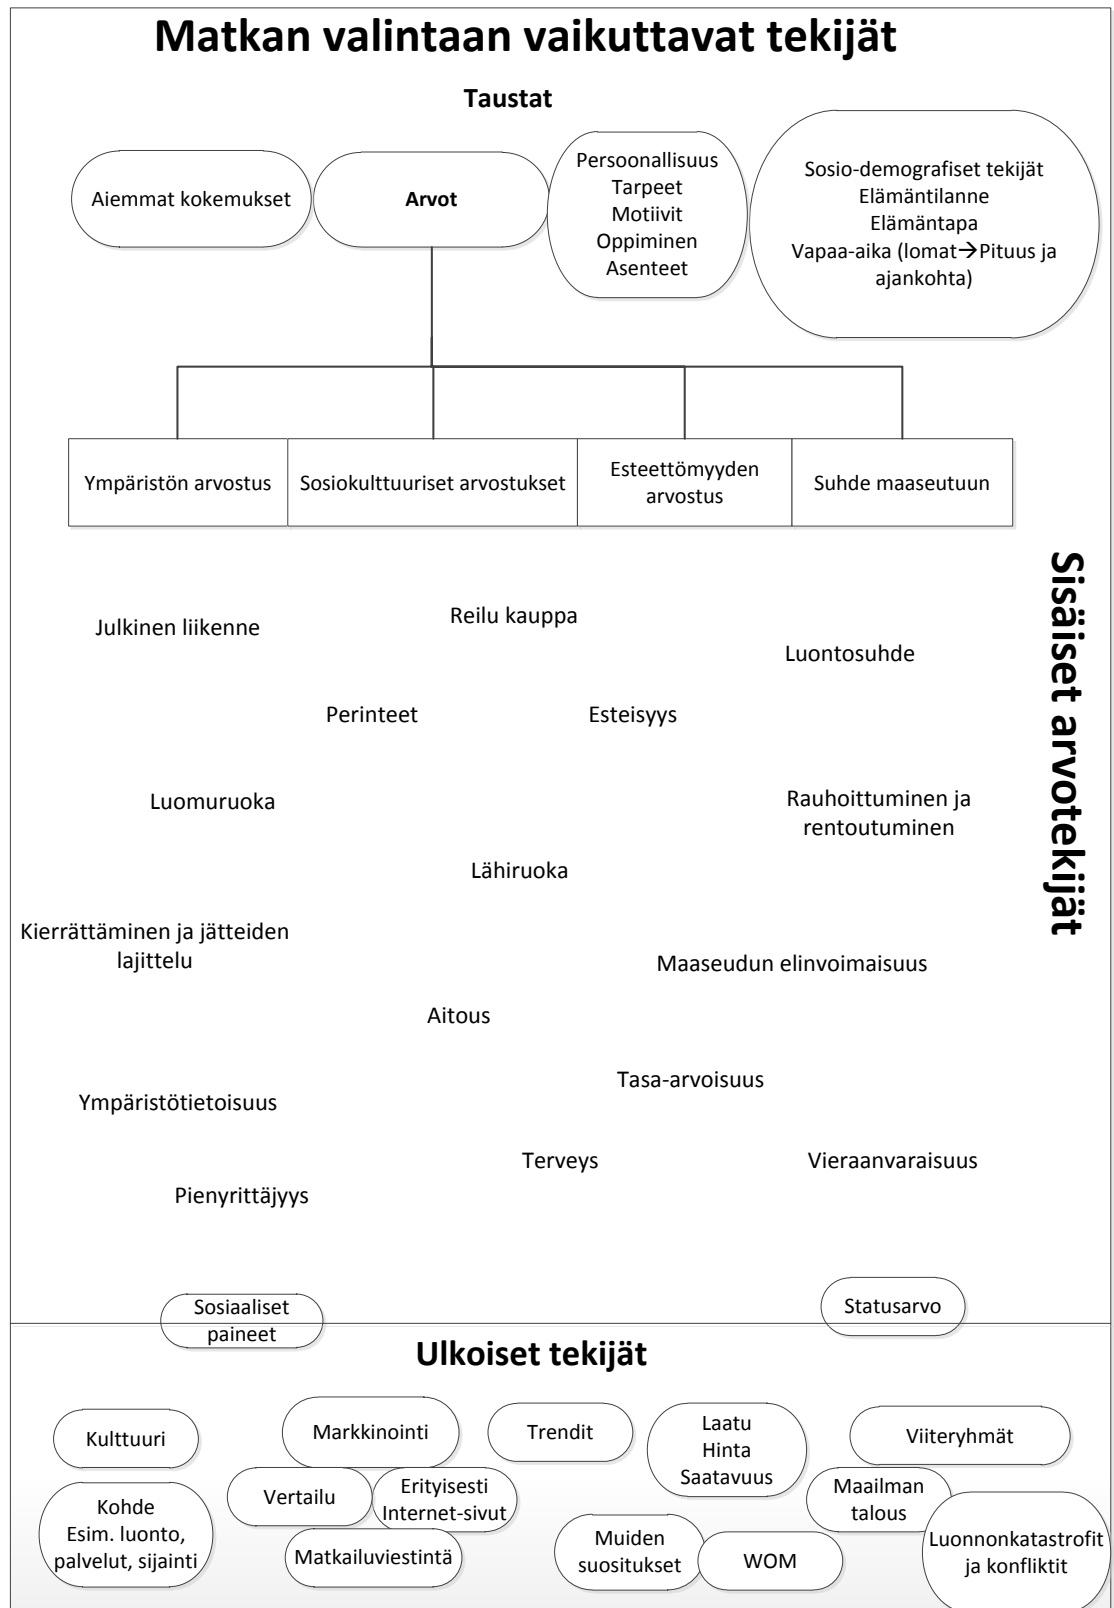 Matkan valintaan vaikuttavat tekijät
Taustat
Aiemmat kokemukset
Arvot
Persoonallisuus
Tarpeet
Motiivit
Oppiminen
Asenteet
Sosio-demografiset tekijät
Elämäntilanne
Elämäntapa
Vapaa-aika (lomat→Pituus ja
ajankohta)
Ympäristön arvostus
Sosiokulttuuriset arvostukset
Esteettömyyden
arvostus
Suhde maaseutuun
Sisäiset arvotekijät
Julkinen liikenne
Reilu kauppa
Luontosuhde
Perinteet
Esteisyys
Luomuruoka
Rauhoittuminen ja
rentoutuminen
Lähiruoka
Kierrättäminen ja jätteiden
lajittelu
Maaseudun elinvoimaisuus
Aitous
Tasa-arvoisuus
Ympäristötietoisuus
Terveys
Vieraanvaraisuus
Pienyrittäjyys
Sosiaaliset
paineet
Statusarvo
Ulkoiset tekijät
Kulttuuri
Markkinointi
Trendit
Laatu
Hinta
Saatavuus
Viiteryhmät
Kohde
Esim. luonto,
palvelut, sijainti
Vertailu
Erityisesti
Internet-sivut
Matkailuviestintä
Muiden
suositukset
WOM
Maailman
talous
Luonnonkatastrofit
ja konfliktit